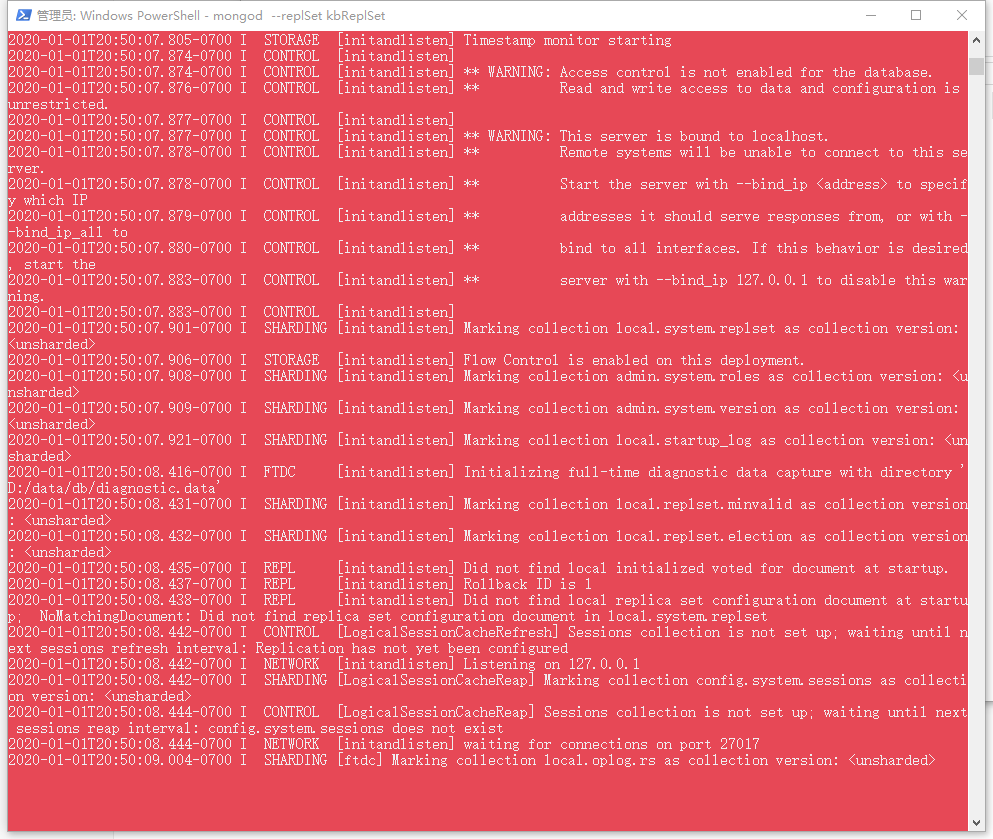 管理员: Windows PowerShell - mongod  --replSet kbReplSet
2020-01-01T20:50:07.805-0700 I  STORAGE  [initandlisten] Timestamp monitor starting
2020-01-01T20:50:07.874-0700 I  CONTROL  [initandlisten]
2020-01-01T20:50:07.874-0700 I  CONTROL  [initandlisten] ** WARNING: Access control is not enabled for the database.
2020-01-01T20:50:07.876-0700 I  CONTROL  [initandlisten] **          Read and write access to data and configuration is
unrestricted.
2020-01-01T20:50:07.877-0700 I  CONTROL  [initandlisten]
2020-01-01T20:50:07.877-0700 I  CONTROL  [initandlisten] ** WARNING: This server is bound to localhost.
2020-01-01T20:50:07.878-0700 I  CONTROL  [initandlisten] **          Remote systems will be unable to connect to this se
rver.
2020-01-01T20:50:07.878-0700 I  CONTROL  [initandlisten] **          Start the server with --bind_ip <address> to specif
y which IP
2020-01-01T20:50:07.879-0700 I  CONTROL  [initandlisten] **          addresses it should serve responses from, or with -
-bind_ip_all to
2020-01-01T20:50:07.880-0700 I  CONTROL  [initandlisten] **          bind to all interfaces. If this behavior is desired
, start the
2020-01-01T20:50:07.883-0700 I  CONTROL  [initandlisten] **          server with --bind_ip 127.0.0.1 to disable this war
ning.
2020-01-01T20:50:07.883-0700 I  CONTROL  [initandlisten]
2020-01-01T20:50:07.901-0700 I  SHARDING [initandlisten] Marking collection local.system.replset as collection version:
<unsharded>
2020-01-01T20:50:07.906-0700 I  STORAGE  [initandlisten] Flow Control is enabled on this deployment.
2020-01-01T20:50:07.908-0700 I  SHARDING [initandlisten] Marking collection admin.system.roles as collection version: <u
nsharded>
2020-01-01T20:50:07.909-0700 I  SHARDING [initandlisten] Marking collection admin.system.version as collection version:
<unsharded>
2020-01-01T20:50:07.921-0700 I  SHARDING [initandlisten] Marking collection local.startup_log as collection version: <un
sharded>
2020-01-01T20:50:08.416-0700 I  FTDC     [initandlisten] Initializing full-time diagnostic data capture with directory '
D:/data/db/diagnostic.data'
2020-01-01T20:50:08.431-0700 I  SHARDING [initandlisten] Marking collection local.replset.minvalid as collection version
: <unsharded>
2020-01-01T20:50:08.432-0700 I  SHARDING [initandlisten] Marking collection local.replset.election as collection version
: <unsharded>
2020-01-01T20:50:08.435-0700 I  REPL     [initandlisten] Did not find local initialized voted for document at startup.
2020-01-01T20:50:08.437-0700 I  REPL     [initandlisten] Rollback ID is 1
2020-01-01T20:50:08.438-0700 I  REPL     [initandlisten] Did not find local replica set configuration document at startu
p;  NoMatchingDocument: Did not find replica set configuration document in local.system.replset
2020-01-01T20:50:08.442-0700 I  CONTROL  [LogicalSessionCacheRefresh] Sessions collection is not set up; waiting until n
ext sessions refresh interval: Replication has not yet been configured
2020-01-01T20:50:08.442-0700 I  NETWORK  [initandlisten] Listening on 127.0.0.1
2020-01-01T20:50:08.442-0700 I  SHARDING [LogicalSessionCacheReap] Marking collection config.system.sessions as collecti
on version: <unsharded>
2020-01-01T20:50:08.444-0700 I  CONTROL  [LogicalSessionCacheReap] Sessions collection is not set up; waiting until next
 sessions reap interval: config.system.sessions does not exist
2020-01-01T20:50:08.444-0700 I  NETWORK  [initandlisten] waiting for connections on port 27017
2020-01-01T20:50:09.004-0700 I  SHARDING [ftdc] Marking collection local.oplog.rs as collection version: <unsharded>